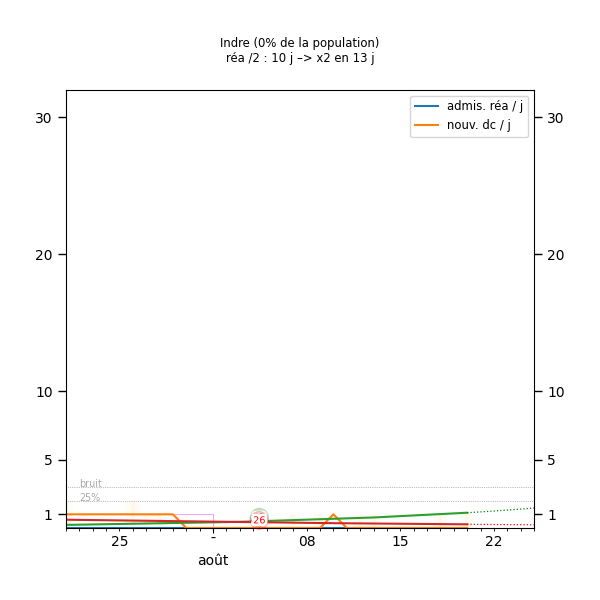 Indre (0% de la population)
réa /2 : 10 j –> x2 en 13 j
admis. réa / j
nouv. dc / j
30 30
20 20
10 10
5 5
bruit
25%
1 26 1
25 - 08 15 22
août